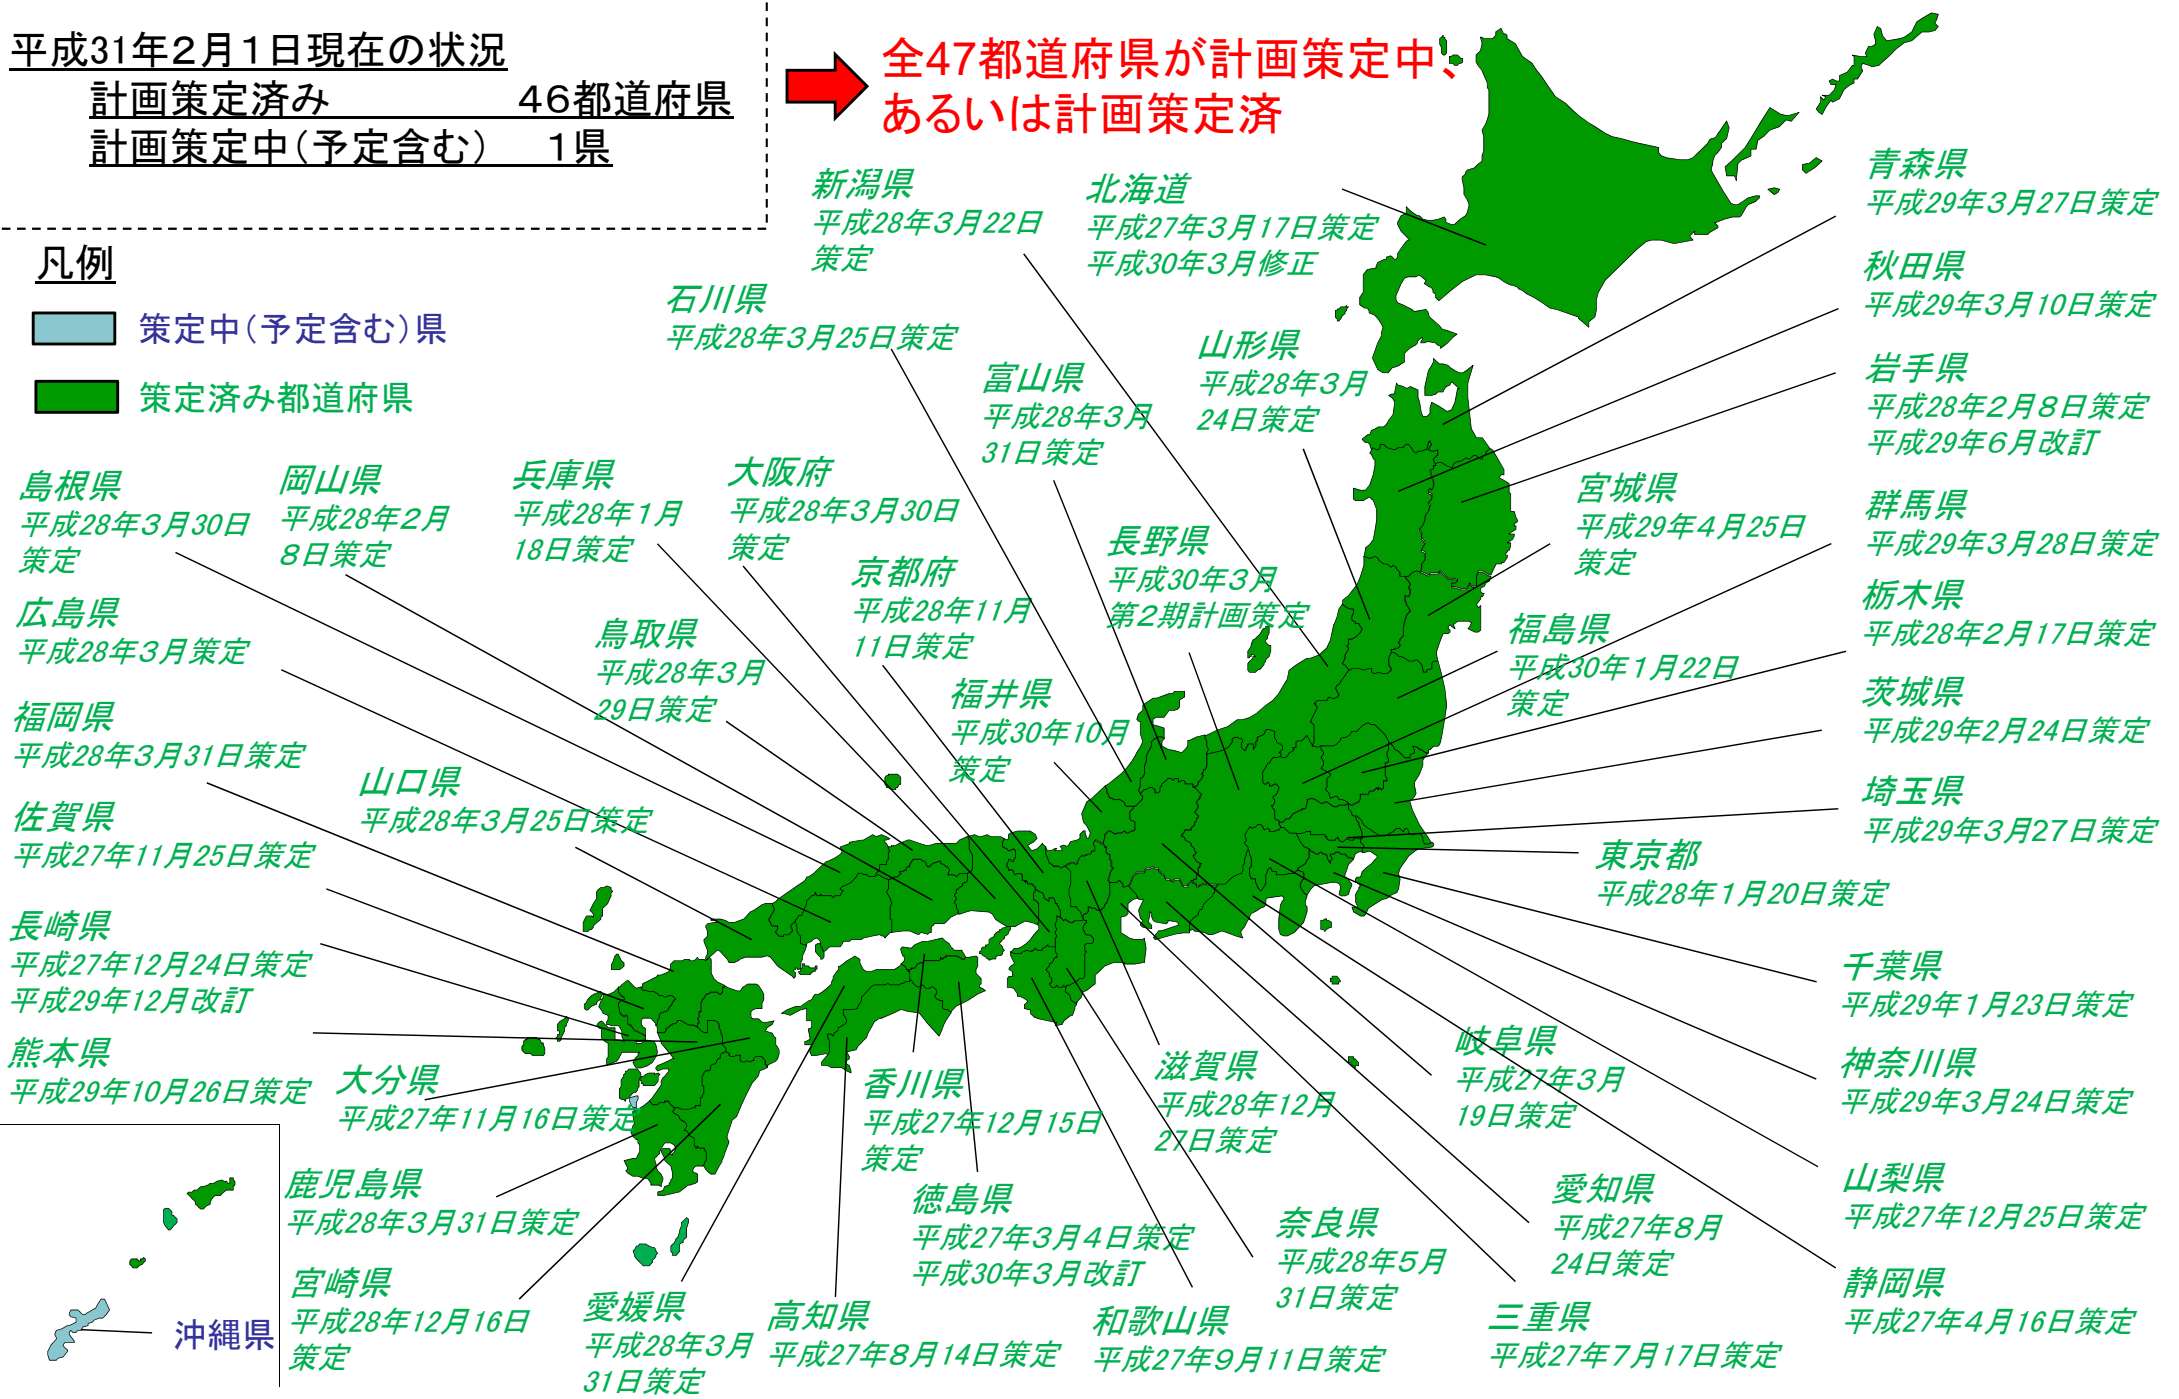 平成31年２月１日現在の状況
計画策定済み　46都道府県
計画策定中（予定含む）　1県
全47都道府県が計画策定中、
あるいは計画策定済
凡例
策定中（予定含む）県
策定済み都道府県
新潟県
平成28年３月22日
策定
北海道
平成27年３月17日策定
平成30年３月修正
青森県
平成29年３月27日策定
秋田県
平成29年３月10日策定
石川県
平成28年３月25日策定
富山県
平成28年３月
31日策定
山形県
平成28年３月
24日策定
岩手県
平成28年２月８日策定
平成29年６月改訂
島根県
平成28年３月30日
策定
岡山県
平成28年２月
８日策定
兵庫県
平成28年１月
18日策定
大阪府
平成28年３月30日
策定
京都府
平成28年11月
11日策定
長野県
平成30年３月
第２期計画策定
宮城県
平成29年４月25日
策定
群馬県
平成29年３月28日策定
広島県
平成28年３月策定
鳥取県
平成28年３月
29日策定
福井県
平成30年10月
策定
福島県
平成30年１月22日
策定
栃木県
平成28年２月17日策定
福岡県
平成28年３月31日策定
山口県
平成28年３月25日策定
茨城県
平成29年２月24日策定
佐賀県
平成27年11月25日策定
埼玉県
平成29年３月２７日策定
東京都
平成28年１月20日策定
長崎県
平成27年12月24日策定
平成29年12月改訂
千葉県
平成29年１月23日策定
熊本県
平成29年10月26日策定
大分県
平成27年11月16日策定
香川県
平成27年12月15日
策定
滋賀県
平成28年12月
27日策定
岐阜県
平成27年３月
19日策定
神奈川県
平成29年３月24日策定
鹿児島県
平成28年３月31日策定
徳島県
平成27年３月４日策定
平成30年３月改訂
奈良県
平成28年５月
31日策定
愛知県
平成27年８月
24日策定
山梨県
平成27年12月25日策定
宮崎県
平成28年12月16日
策定
愛媛県
平成28年３月
31日策定
高知県
平成27年８月14日策定
和歌山県
平成27年９月11日策定
三重県
平成27年７月17日策定
静岡県
平成27年４月16日策定
沖縄県